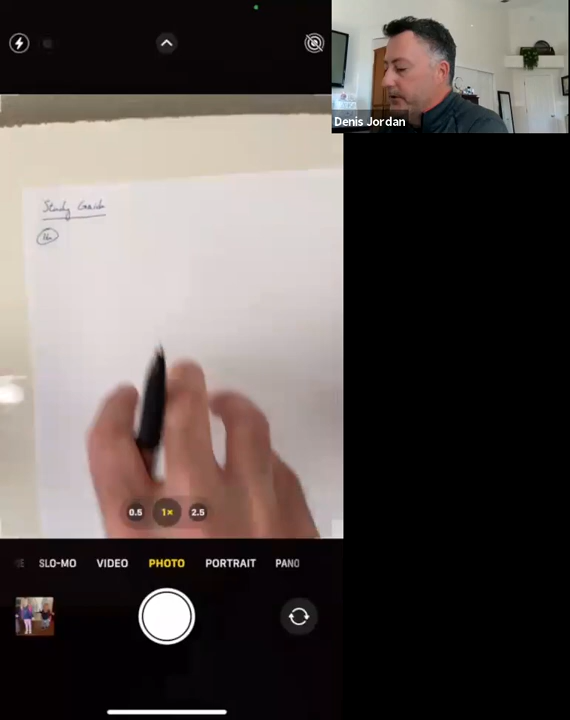 Denis Jordan
Study Guide
0.5 1× 2.5
SLO-MO VIDEO PHOTO PORTRAIT PANO